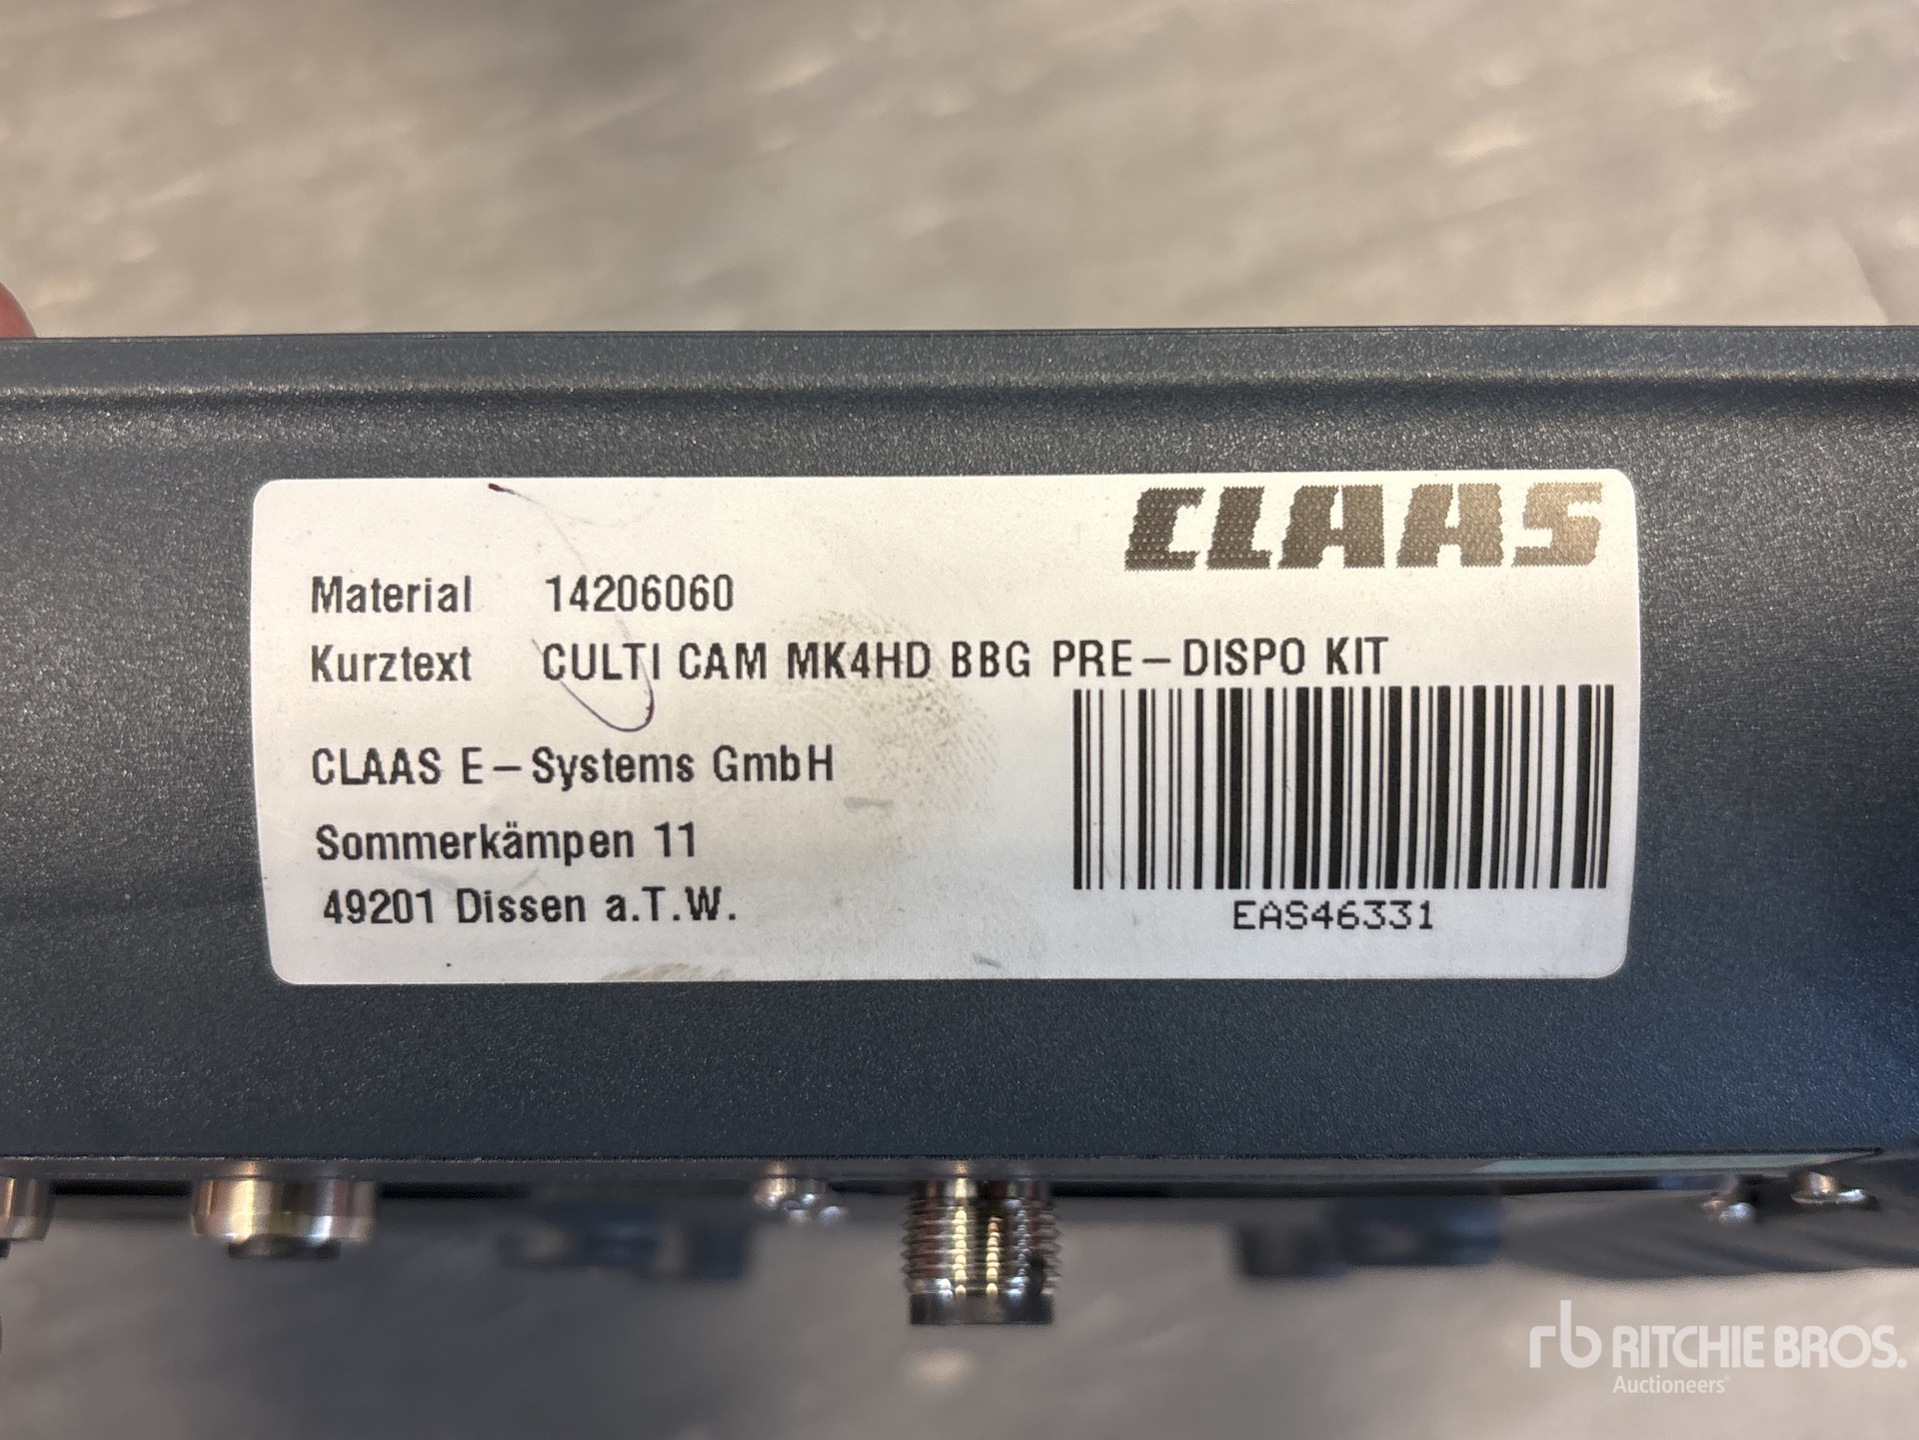 CLAAS
Material 14206060
Kurztext CULTI CAM MK4HD BBG PRE-DISPO KIT
CLAAS E-Systems GmbH
Sommerkämpen 11
49201 Dissen a.T.W.
EAS46331
rb RITCHIE BROS.
Auctioneers